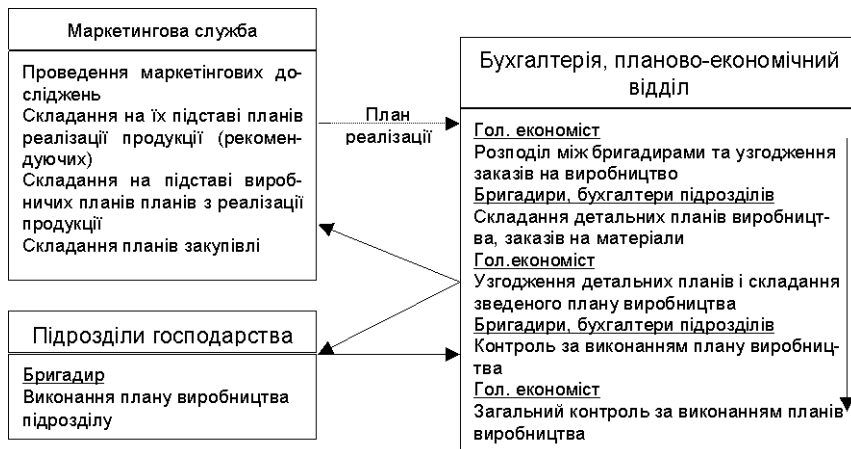 Маркетингова служба
Проведення маркетінгових до-
сліджень
Складання на їх підставі планів
реалізації продукції (рекомен-
дуючих)
Складання на підставі вироб-
ничих планів планів з реалізації
продукції
Складання планів закупівлі
План
реалізації
Бухгалтерія, планово-економічний
відділ
Гол. економіст
Розподіл між бригадирами та узгодження
заказів на виробництво
Бригадири, бухгалтери підрозділів
Складання детальних планів виробницт-
ва, заказів на матеріали
Гол.економіст
Узгодження детальних планів і складання
зведеного плану виробництва
Бригадири, бухгалтери підрозділів
Контроль за виконанням плану виробниц-
тва
Гол. економіст
Загальний контроль за виконанням планів
виробництва
Підрозділи господарства
Бригадир
Виконання плану виробництва
підрозділу